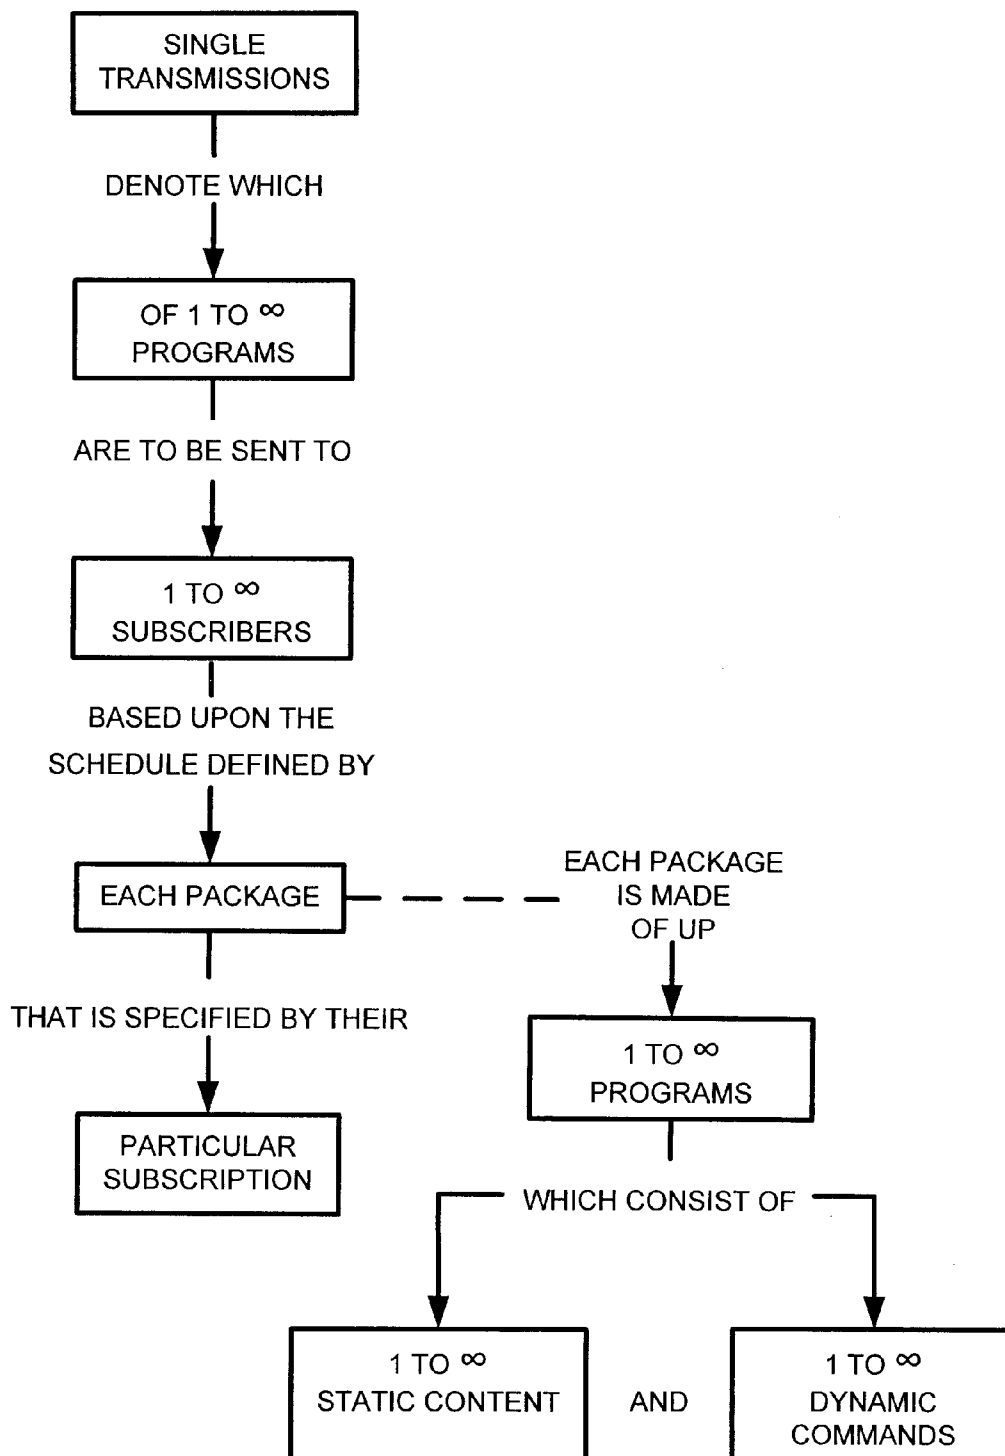 SINGLE
TRANSMISSIONS
DENOTE WHICH
OF 1 TO ∞
PROGRAMS
ARE TO BE SENT TO
1 TO ∞
SUBSCRIBERS
BASED UPON THE
SCHEDULE DEFINED BY
EACH PACKAGE
THAT IS SPECIFIED BY THEIR
PARTICULAR
SUBSCRIPTION
EACH PACKAGE
IS MADE
OF UP
1 TO ∞
PROGRAMS
WHICH CONSIST OF
1 TO ∞
STATIC CONTENT
AND
1 TO ∞
DYNAMIC
COMMANDS